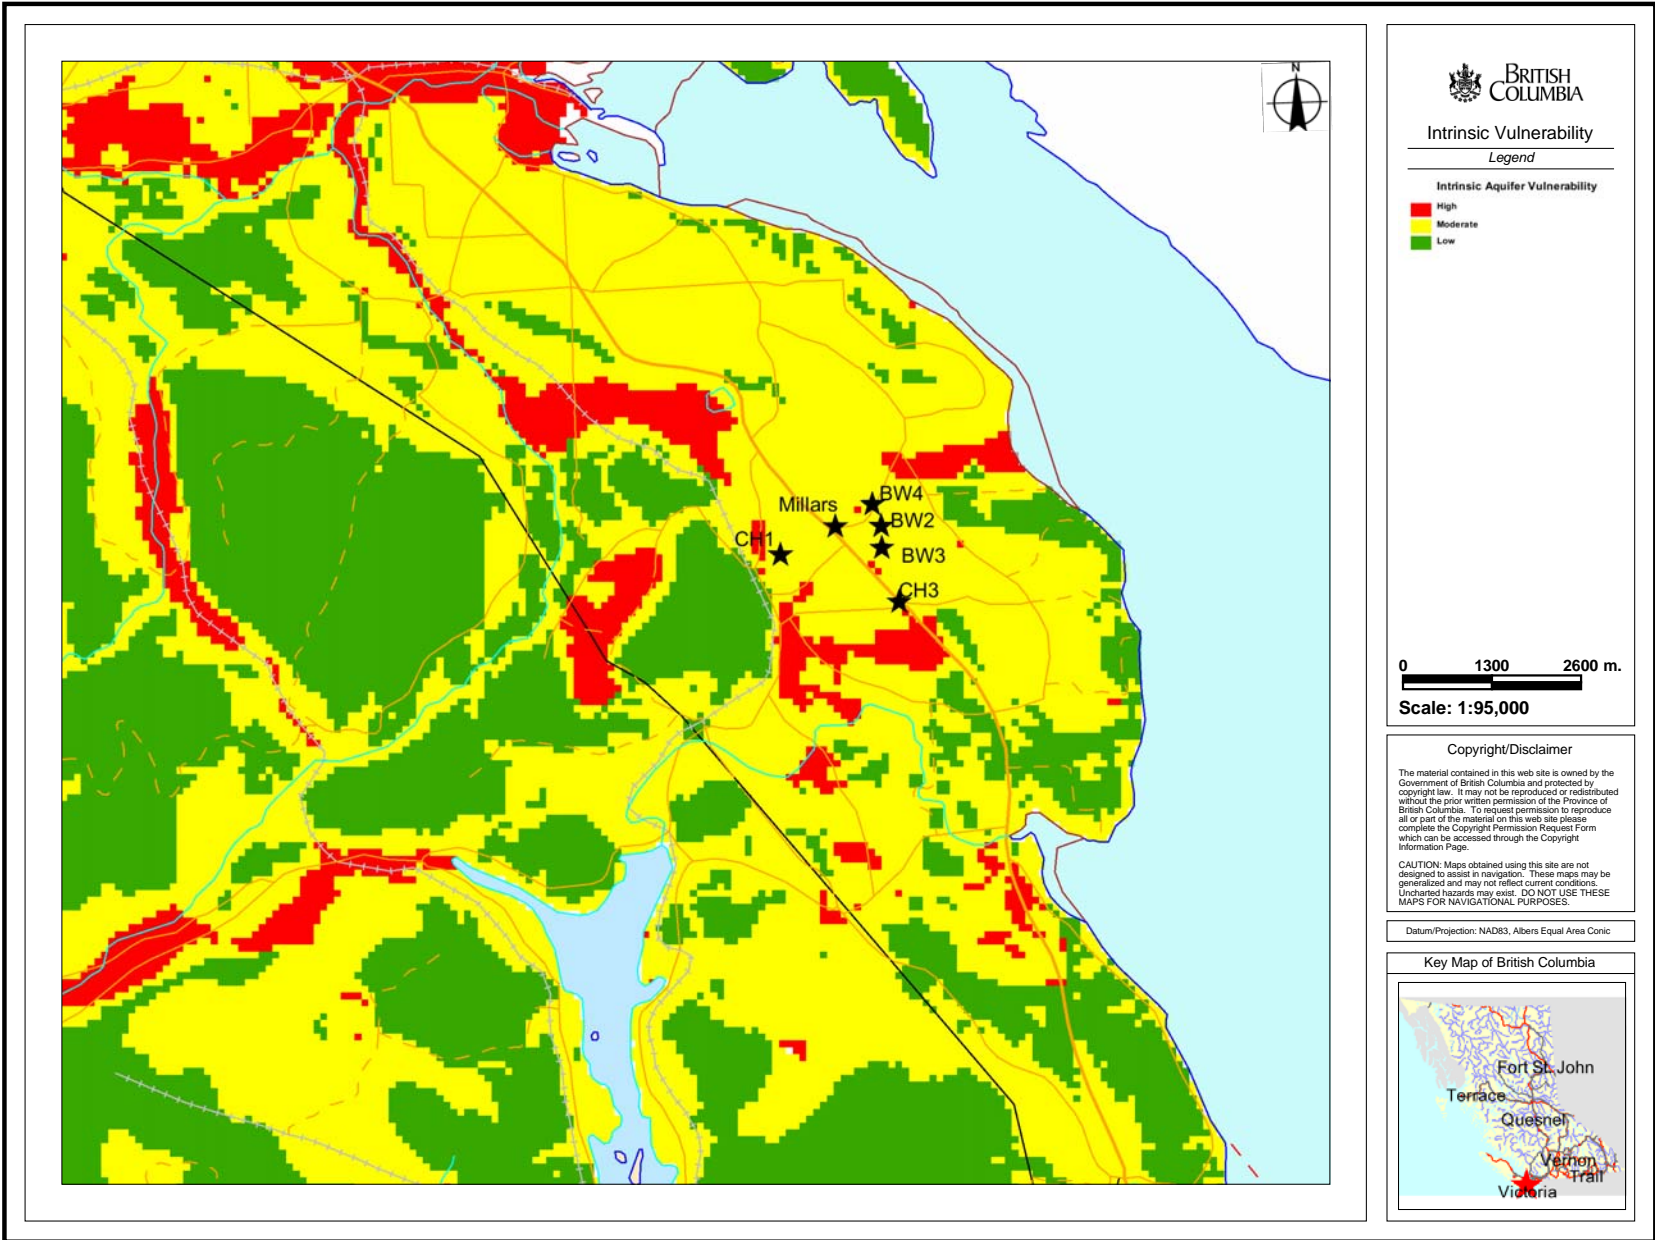 N
BW4
Millars
BW2
CH1
BW3
CH3
BRITISH
COLUMBIA
Intrinsic Vulnerability
Legend
Intrinsic Aquifer Vulnerability
High
Moderate
Low
0 1300 2600 m.
Scale: 1:95,000
Copyright/Disclaimer
The material contained in this web site is owned by the
Government of British Columbia and protected by
copyright law. It may not be reproduced or redistributed
without the prior written permission of the Province of
British Columbia. To request permission to reproduce
all or part of the material on this web site please
complete the Copyright Permission Request Form
which can be accessed through the Copyright
Information Page.
CAUTION: Maps obtained using this site are not
designed to assist in navigation. These maps may be
generalized and may not reflect current conditions.
Uncharted hazards may exist. DO NOT USE THESE
MAPS FOR NAVIGATIONAL PURPOSES.
Datum/Projection: NAD83, Albers Equal Area Conic
Key Map of British Columbia
Fort St. John
Terrace
Quesnel
Vernon
Trail
Victoria